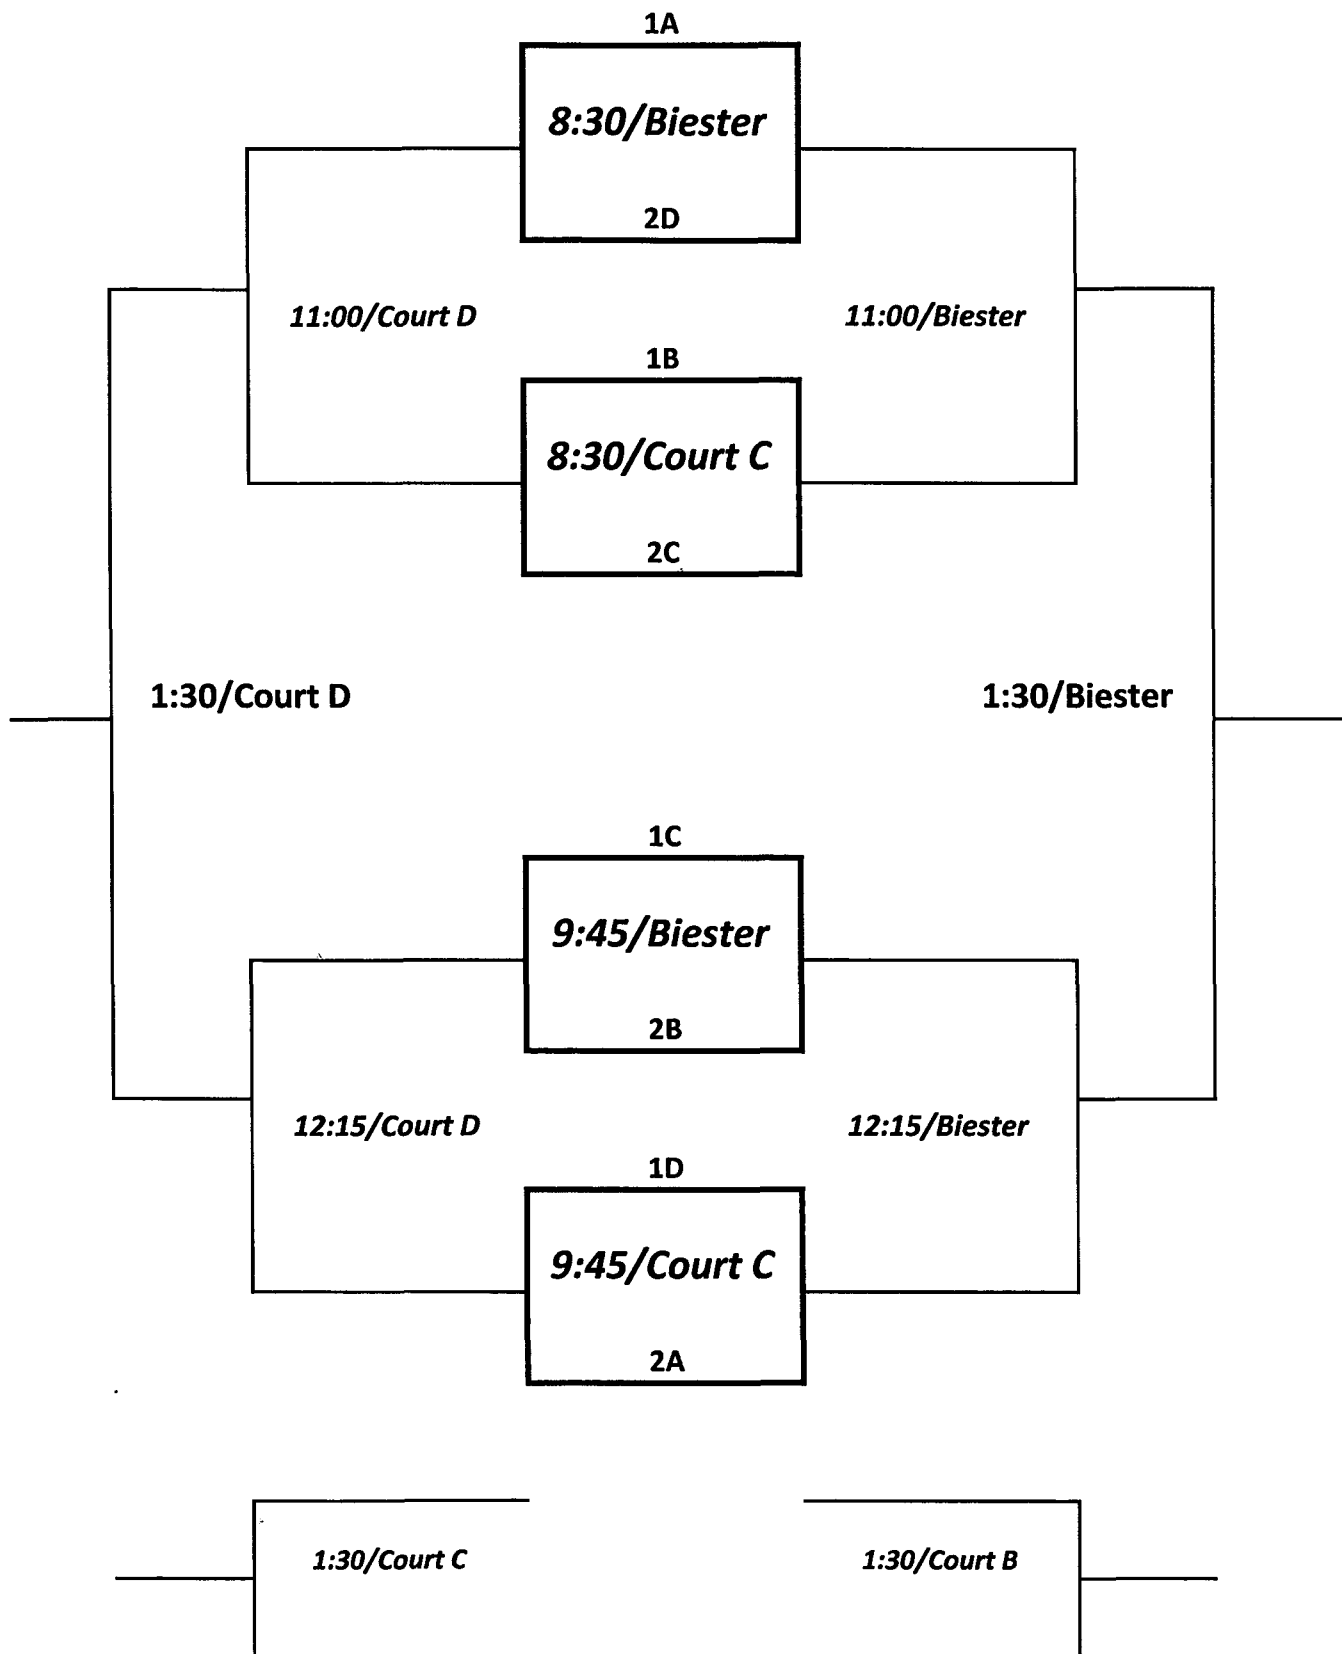 1A
8:30/Biester
2D
11:00/Court D
11:00/Biester
1B
8:30/Court C
2C
1:30/Court D
1:30/Biester
1C
9:45/Biester
2B
12:15/Court D
12:15/Biester
1D
9:45/Court C
2A
1:30/Court C
1:30/Court B